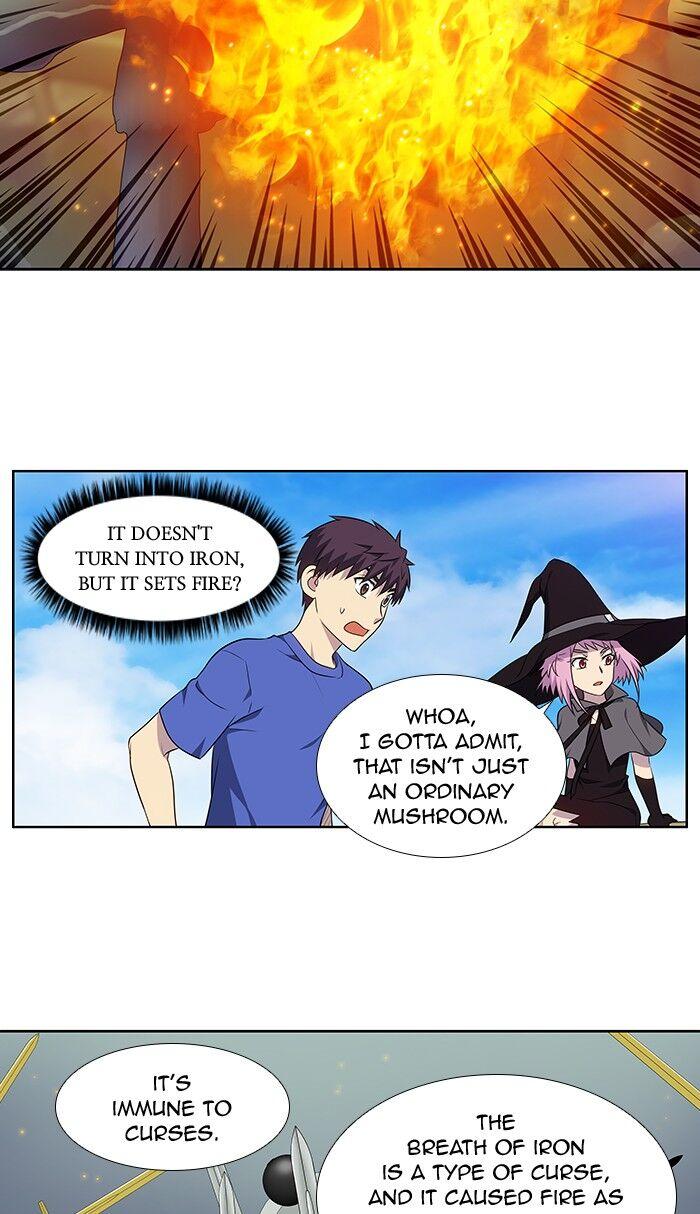 IT DOESN'T
TURN INTO IRON,
BUT IT SETS FIRE?
WHOA,
I GOTTA ADMIT,
THAT ISN'T JUST
AN ORDINARY
MUSHROOM.
IT'S
IMMUNE TO
CURSES.
THE
BREATH OF IRON
IS A TYPE OF CURSE,
AND IT CAUSED FIRE AS